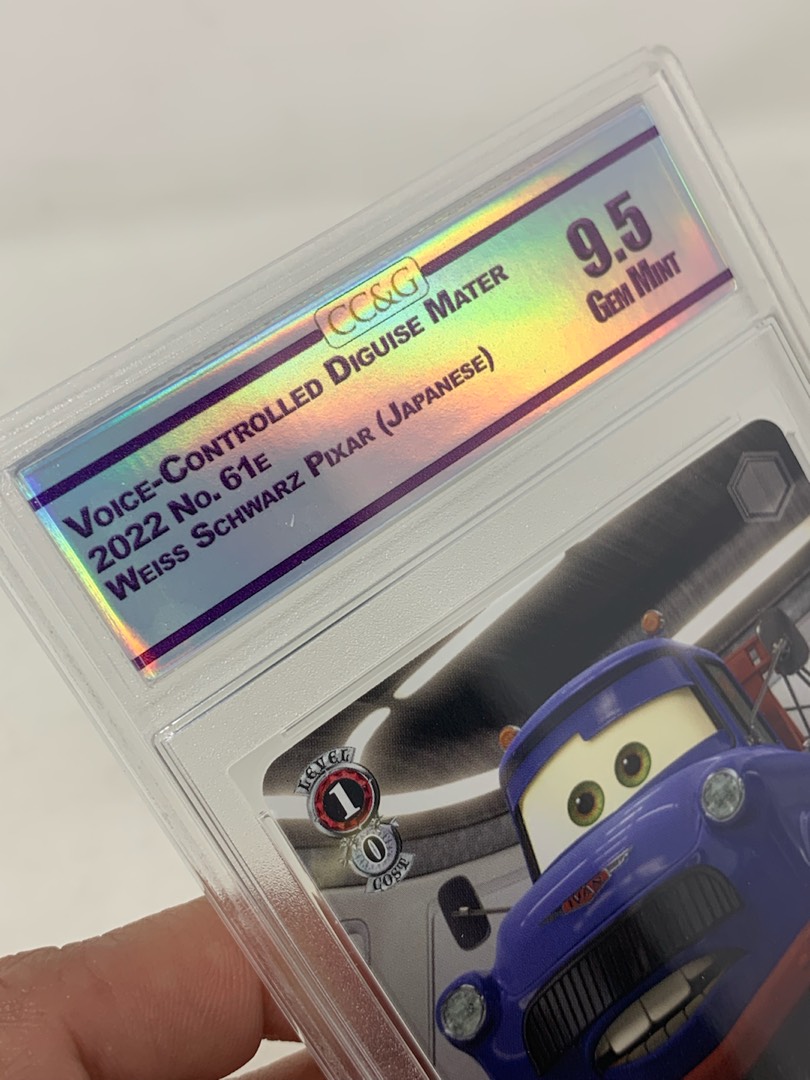 CC&G
VOICE-CONTROLLED DIGUISE MATER
2022 NO. 61E
WEISS SCHWARZ PIXAR (JAPANESE)
9.5
GEM MINT
LEVEL
1
0
COST
IVAN